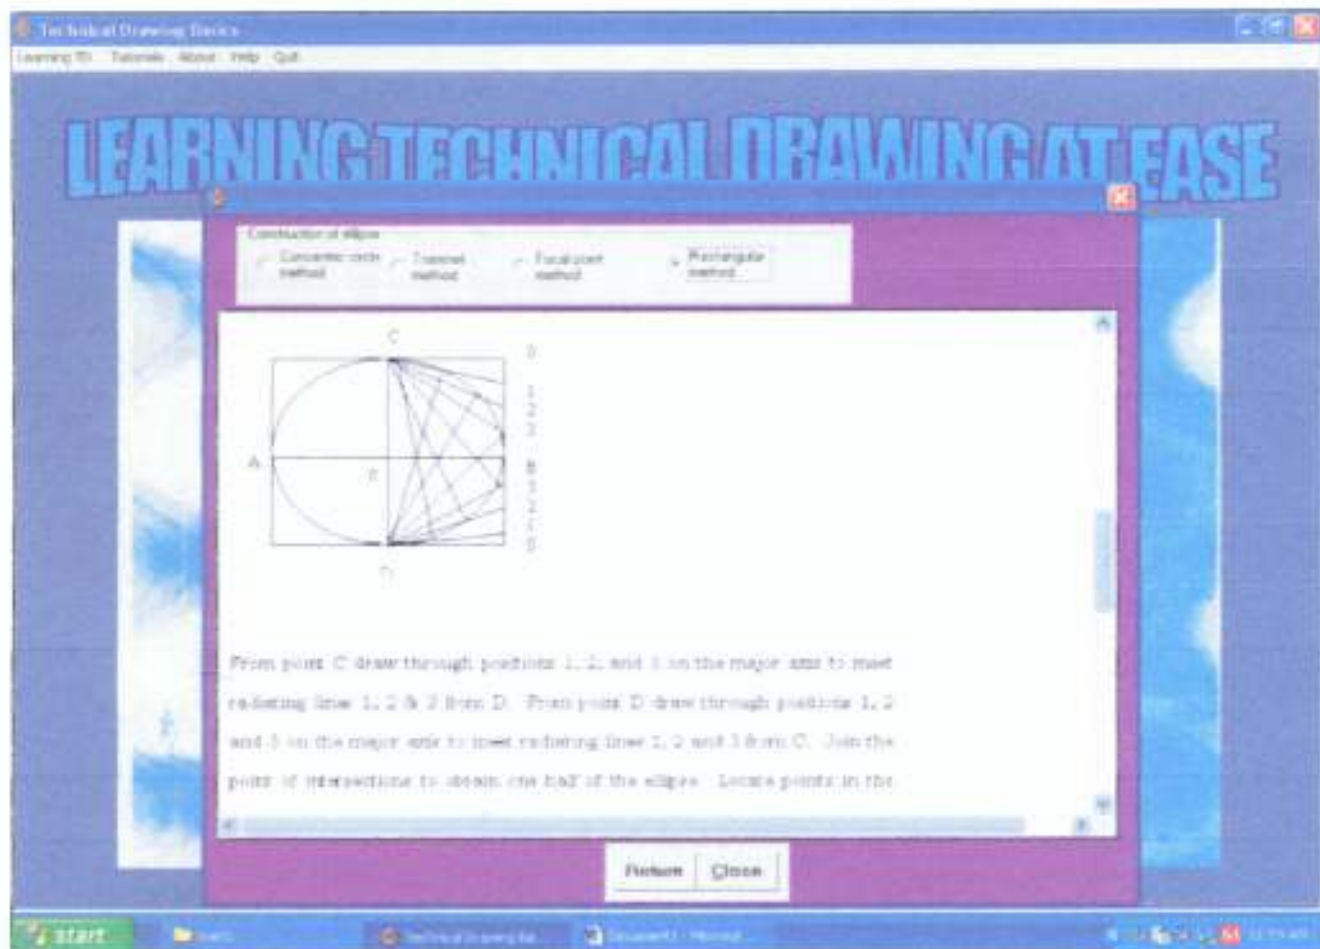 Technical Drawing Basics
Learning TD Tutorials About Help Quit
LEARNING TECHNICAL DRAWING AT EASE
Construction of ellipse
Concentric circle method
Trammel method
Focal point method
Rectangular method
C
A
D
From point C draw through positions 1, 2, and 3 on the major axis to meet
radiating lines 1, 2 & 3 from D. From point D draw through positions 1, 2
and 3 on the major axis to meet radiating lines 1, 2 and 3 from C. Join the
point of intersections to obtain one half of the ellipse. Locate points in the
Return Close
start